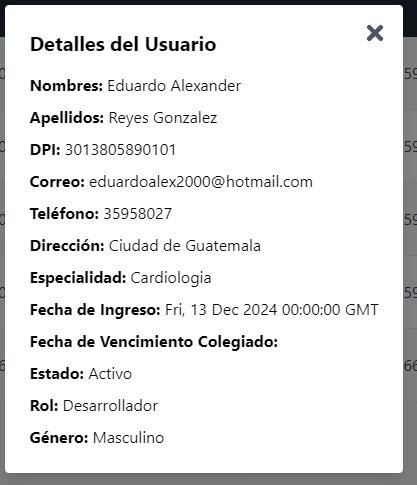 Detalles del Usuario
Nombres: Eduardo Alexander
Apellidos: Reyes Gonzalez
DPI: 3013805890101
Correo: eduardoalex2000@hotmail.com
Teléfono: 35958027
Dirección: Ciudad de Guatemala
Especialidad: Cardiologia
Fecha de Ingreso: Fri, 13 Dec 2024 00:00:00 GMT
Fecha de Vencimiento Colegiado:
Estado: Activo
Rol: Desarrollador
Género: Masculino